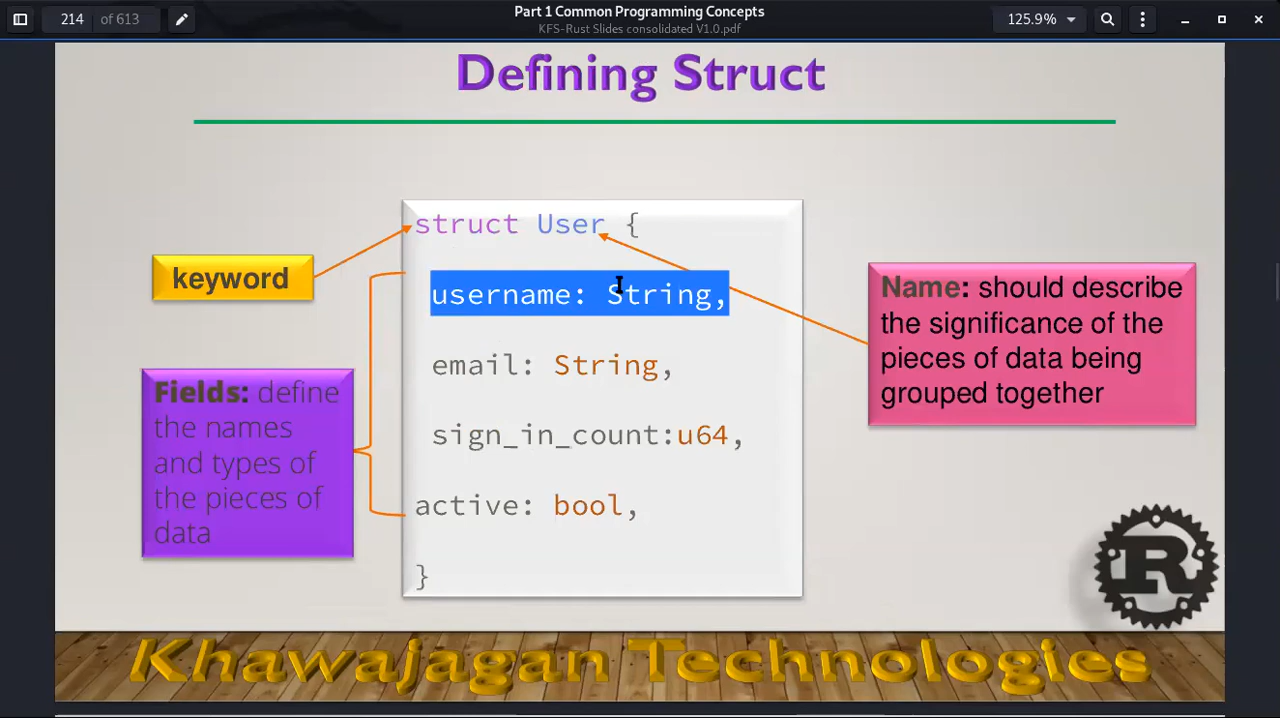 214 of 613
Part 1 Common Programming Concepts
KFS-Rust Slides consolidated V1.0.pdf
125.9%
Defining Struct
keyword
Fields: define
the names
and types of
the pieces of
data
struct User {
username: String,
email: String,
sign_in_count:u64,
active: bool,
}
Name: should describe
the significance of the
pieces of data being
grouped together
R
Khawajagan Technologies